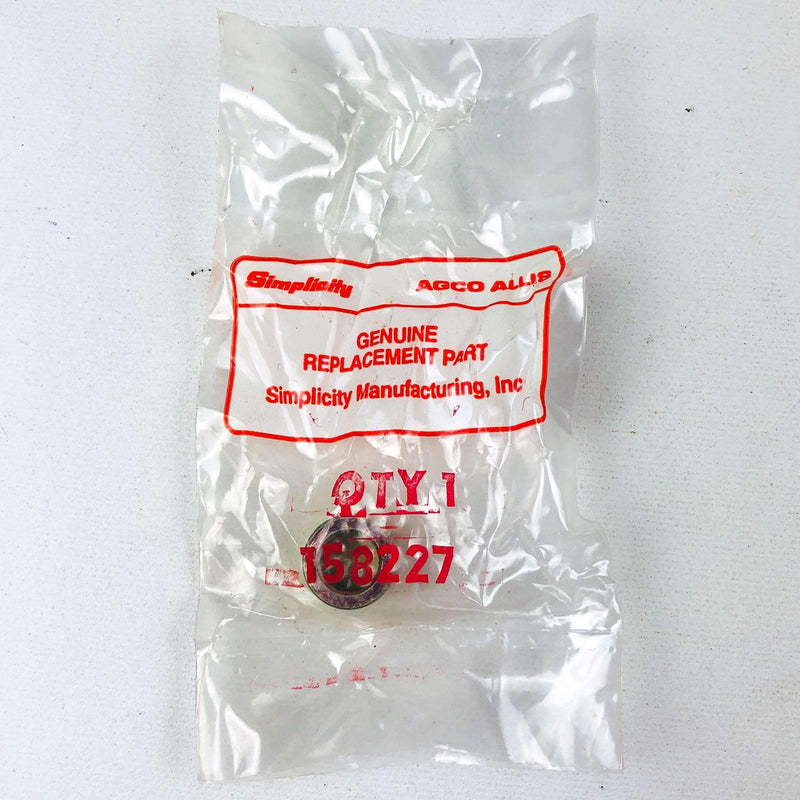 Simplicity AGCO ALLIS
GENUINE
REPLACEMENT PART
Simplicity Manufacturing, Inc
QTY 1
158227